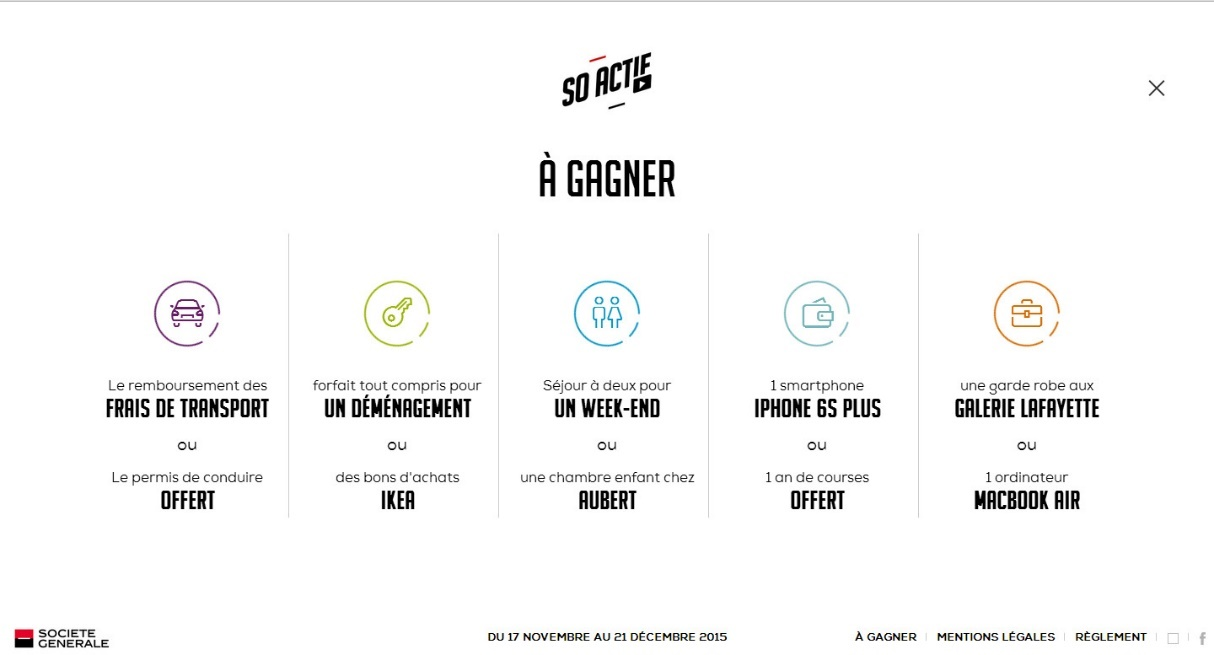 SO ACTIF
À GAGNER
Le remboursement des
FRAIS DE TRANSPORT
ou
Le permis de conduire
OFFERT
forfait tout compris pour
UN DÉMÉNAGEMENT
ou
des bons d'achats
IKEA
Séjour à deux pour
UN WEEK-END
ou
une chambre enfant chez
AUBERT
1 smartphone
IPHONE 6S PLUS
ou
1 an de courses
OFFERT
une garde robe aux
GALERIE LAFAYETTE
ou
1 ordinateur
MACBOOK AIR
SOCIETE
GENERALE
DU 17 NOVEMBRE AU 21 DÉCEMBRE 2015
À GAGNER
MENTIONS LÉGALES
RÈGLEMENT